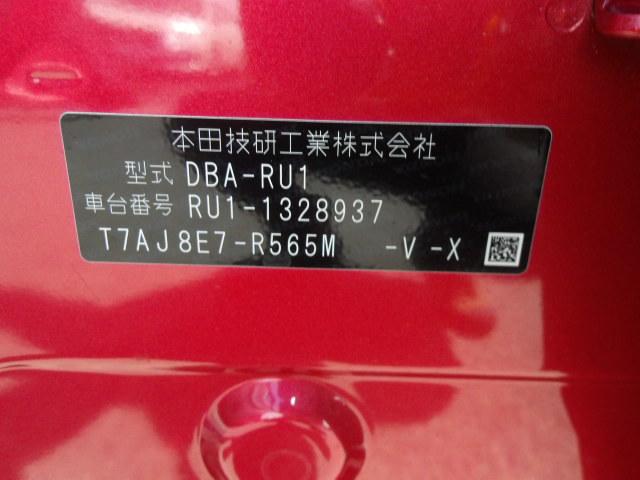 本田技研工業株式会社
型式 DBA-RU1
車台番号 RU1-1328937
T7AJ8E7-R565M -V -X